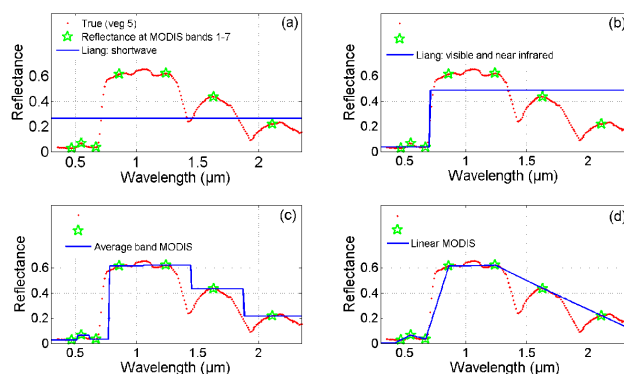 (a)
True (veg 5)
Reflectance at MODIS bands 1-7
Liang: shortwave
Reflectance
0.6
0.4
0.2
0
0.5
1
1.5
2
Wavelength (µm)
(b)
Liang: visible and near infrared
Reflectance
0.6
0.4
0.2
0
0.5
1
1.5
2
Wavelength (µm)
(c)
Average band MODIS
Reflectance
0.6
0.4
0.2
0
0.5
1
1.5
2
Wavelength (µm)
(d)
Linear MODIS
Reflectance
0.6
0.4
0.2
0
0.5
1
1.5
2
Wavelength (µm)